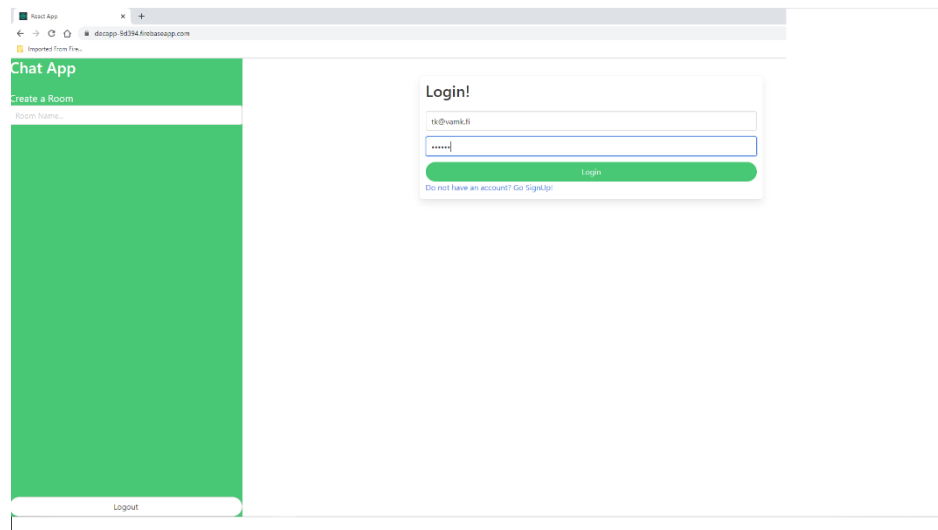 React App
docapp-9d394.firebaseapp.com
Imported From Fire...
Chat App
Create a Room
Room Name...
Login!
tk@vamk.fi
••••••
Login
Do not have an account? Go SignUp!
Logout